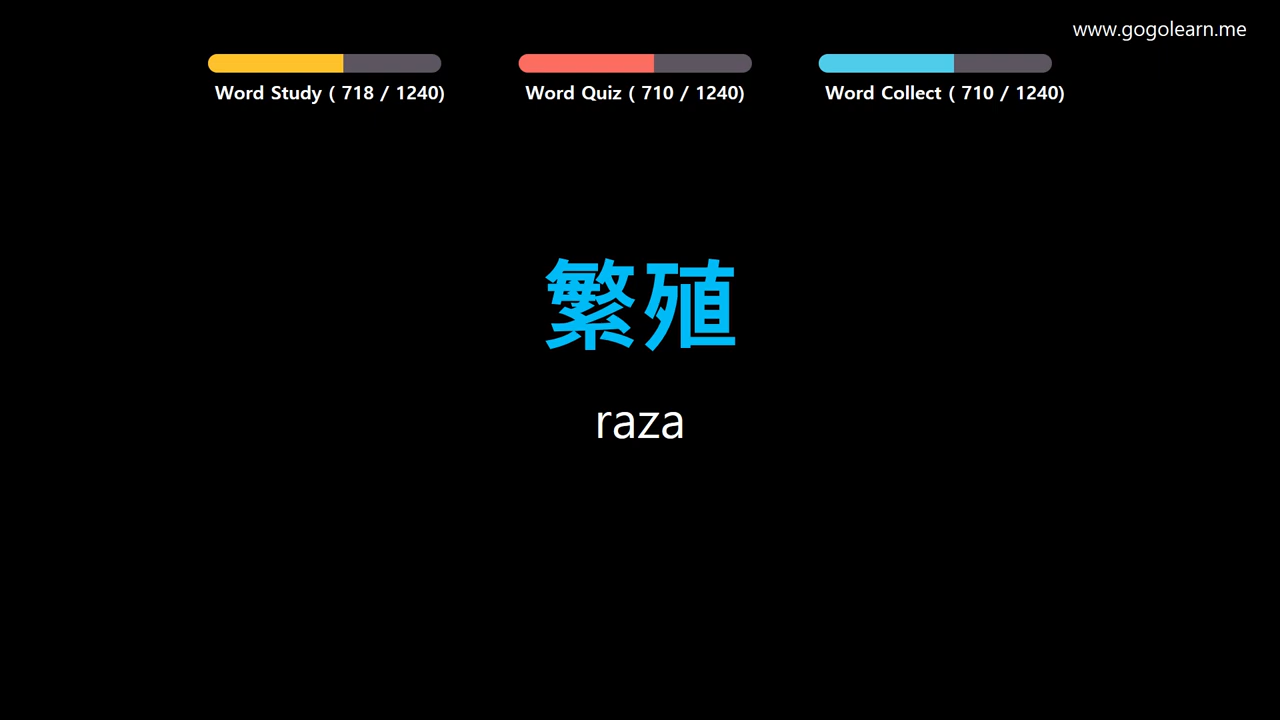 www.gogolearn.me
Word Study ( 718 / 1240)
Word Quiz ( 710 / 1240)
Word Collect ( 710 / 1240)
繁殖
raza